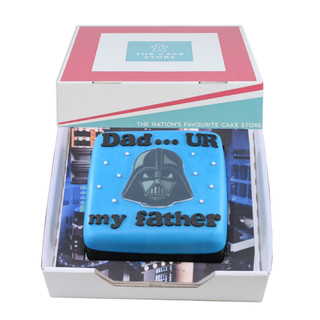 THE CAKE
STORE
THE NATION'S FAVOURITE CAKE STORE
Dad... UR
my father